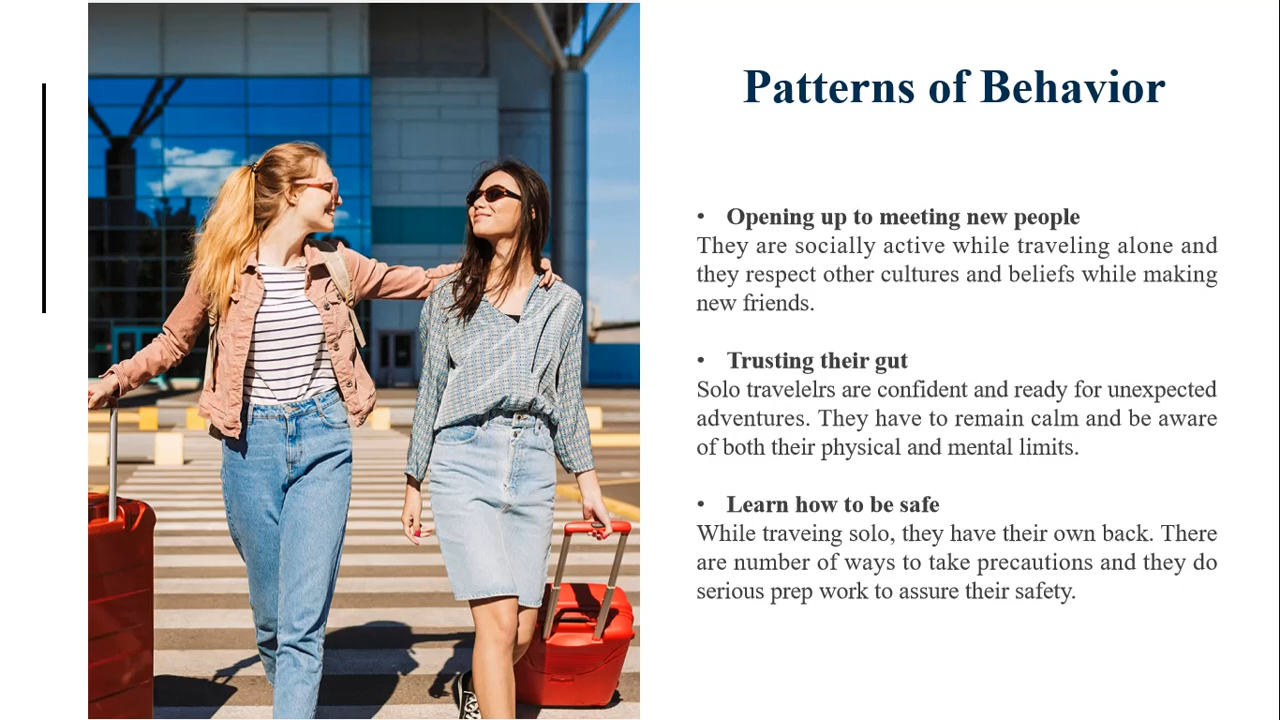 Patterns of Behavior
• Opening up to meeting new people
They are socially active while traveling alone and
they respect other cultures and beliefs while making
new friends.
• Trusting their gut
Solo travelelrs are confident and ready for unexpected
adventures. They have to remain calm and be aware
of both their physical and mental limits.
• Learn how to be safe
While traveing solo, they have their own back. There
are number of ways to take precautions and they do
serious prep work to assure their safety.